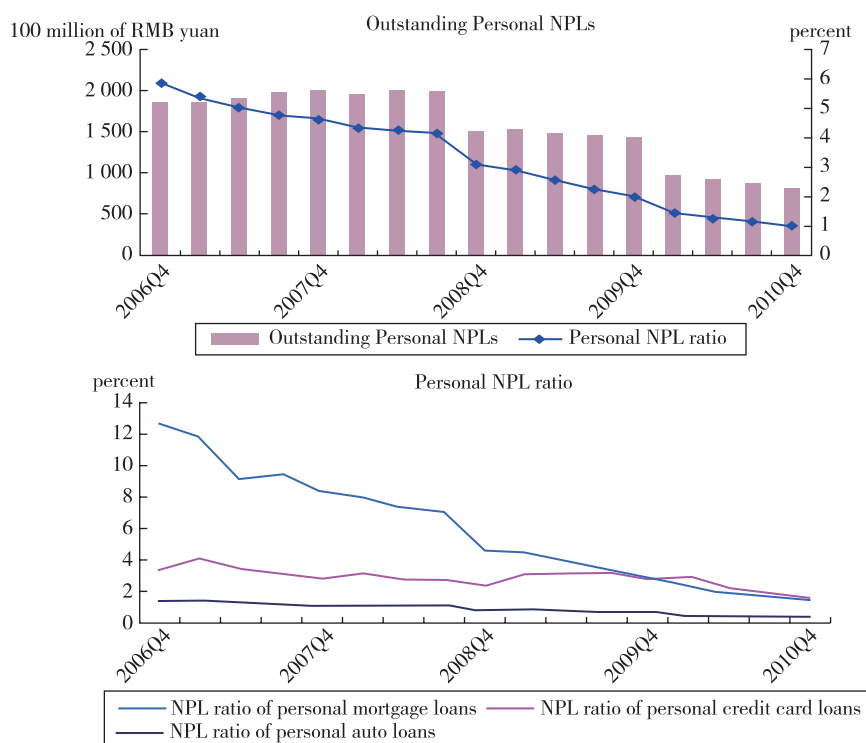 Outstanding Personal NPLs
100 million of RMB yuan
percent
2 500
2 000
1 500
1 000
500
0
7
6
5
4
3
2
1
0
2006Q4
2007Q4
2008Q4
2009Q4
2010Q4
Outstanding Personal NPLs
Personal NPL ratio
Personal NPL ratio
percent
14
12
10
8
6
4
2
0
2006Q4
2007Q4
2008Q4
2009Q4
2010Q4
NPL ratio of personal mortgage loans
NPL ratio of personal credit card loans
NPL ratio of personal auto loans